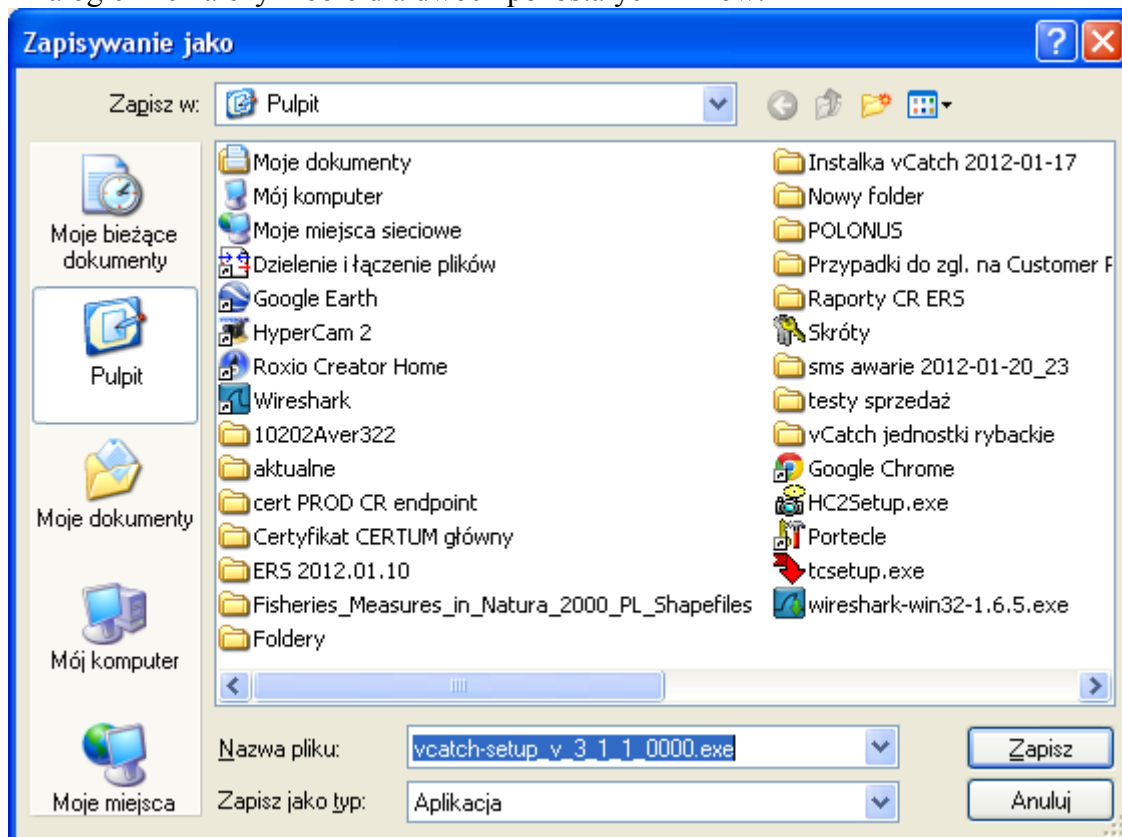 Zapisywanie jako
Zapisz w:
Pulpit
Moje bieżące
dokumenty
Pulpit
Moje dokumenty
Mój komputer
Moje miejsca
Moje dokumenty
Mój komputer
Moje miejsca sieciowe
Dzielenie i łączenie plików
Google Earth
HyperCam 2
Roxio Creator Home
Wireshark
10202Aver322
aktualne
cert PROD CR endpoint
Certyfikat CERTUM główny
ERS 2012.01.10
Fisheries_Measures_in_Natura_2000_PL_Shapefiles
Foldery
Instalka vCatch 2012-01-17
Nowy folder
POLONUS
Przypadki do zgl. na Customer
Raporty CR ERS
Skróty
sms awarie 2012-01-20_23
testy sprzedaż
vCatch jednostki rybackie
Google Chrome
HC2Setup.exe
Portecle
tcsetup.exe
wireshark-win32-1.6.5.exe
Nazwa pliku:
vcatch-setup_v_3_1_1_0000.exe
Zapisz
Zapisz jako typ:
Aplikacja
Anuluj